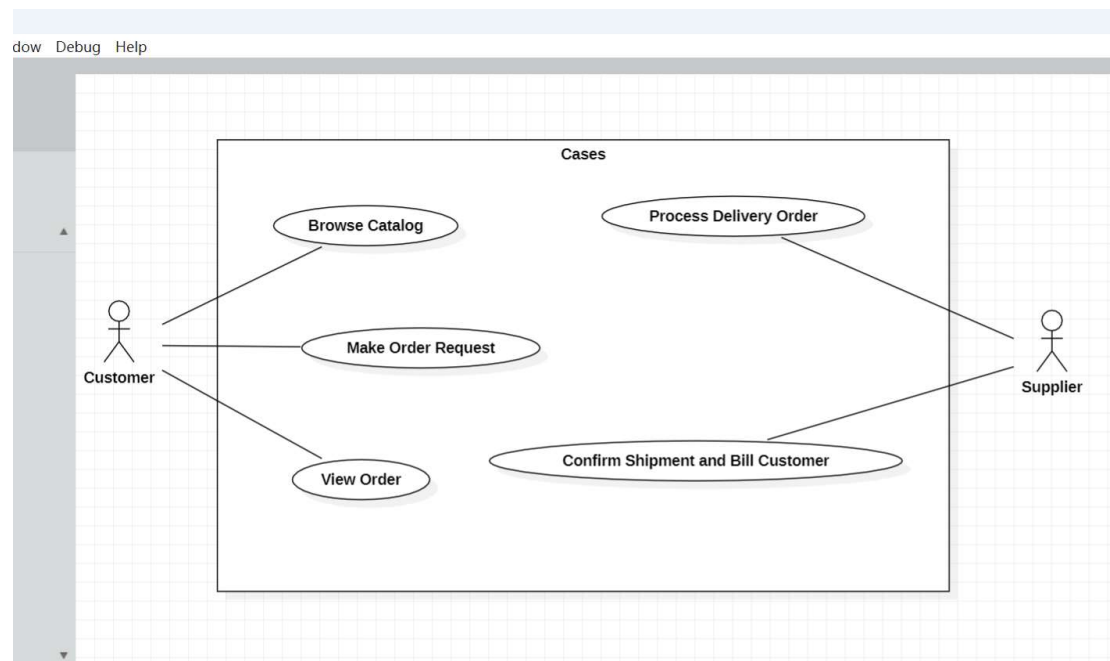 dow Debug Help
Cases
Browse Catalog
Process Delivery Order
Make Order Request
Customer
Supplier
Confirm Shipment and Bill Customer
View Order